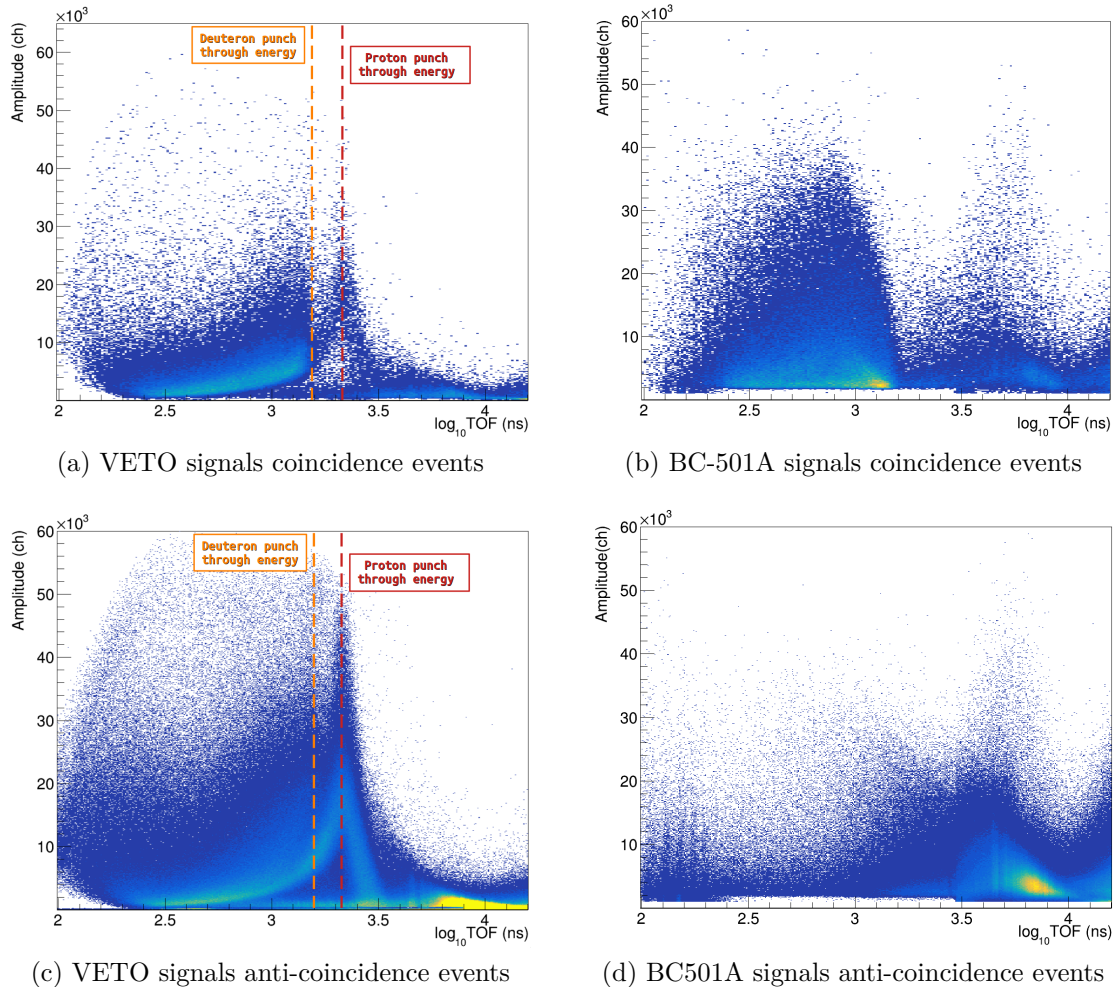 ×10³
Amplitude (ch)
60
50
40
30
20
10
2
2.5
3
3.5
4
log₁₀TOF (ns)
Deuteron punch
through energy
Proton punch
through energy
(a) VETO signals coincidence events
×10³
Amplitude(ch)
60
50
40
30
20
10
2
2.5
3
3.5
4
log₁₀TOF (ns)
(b) BC-501A signals coincidence events
×10³
Amplitude (ch)
60
50
40
30
20
10
2
2.5
3
3.5
4
log₁₀TOF (ns)
Deuteron punch
through energy
Proton punch
through energy
(c) VETO signals anti-coincidence events
×10³
Amplitude(ch)
60
50
40
30
20
10
2
2.5
3
3.5
4
log₁₀TOF (ns)
(d) BC501A signals anti-coincidence events